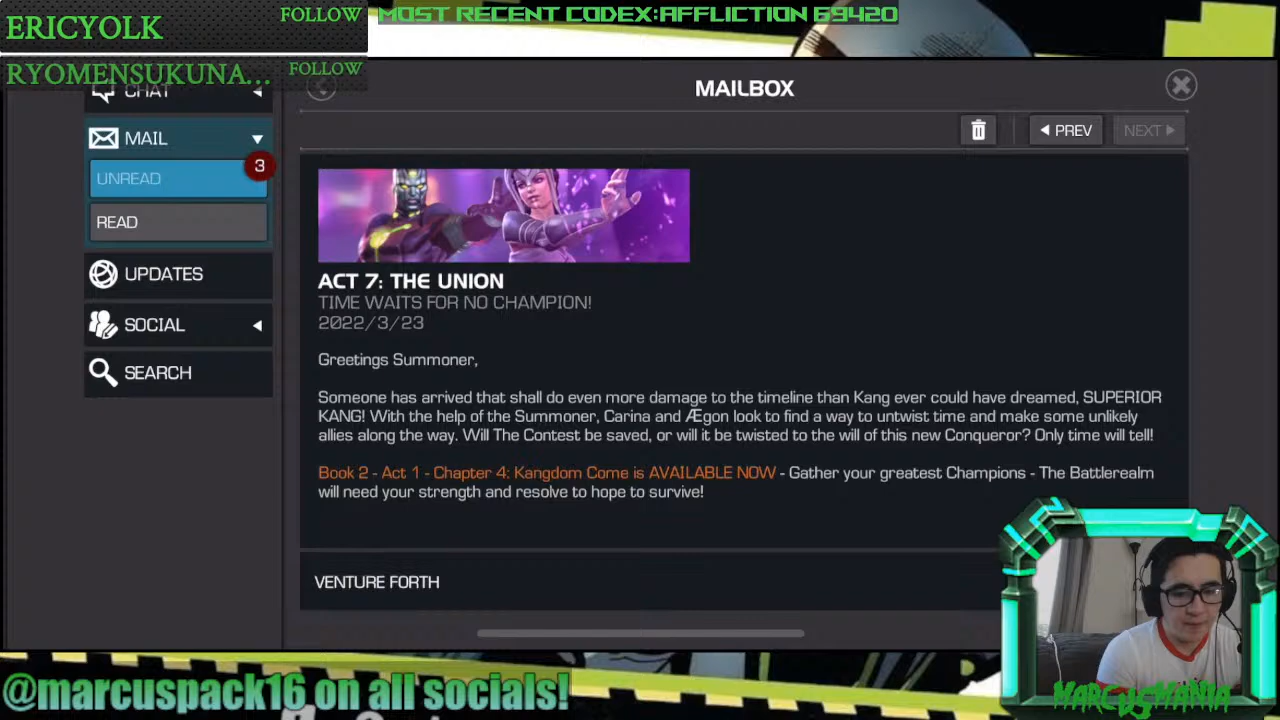 ERICYOLK FOLLOW MOST RECENT CODEX:AFFLICTION 69420
RYOMENSUKUNA... FOLLOW
CHAT
MAIL
3
UNREAD
READ
UPDATES
SOCIAL
SEARCH
MAILBOX
PREV NEXT
ACT 7: THE UNION
TIME WAITS FOR NO CHAMPION!
2022/3/23
Greetings Summoner,
Someone has arrived that shall do even more damage to the timeline than Kang ever could have dreamed, SUPERIOR
KANG! With the help of the Summoner, Carina and Ægon look to find a way to untwist time and make some unlikely
allies along the way. Will The Contest be saved, or will it be twisted to the will of this new Conqueror? Only time will tell!
Book 2 - Act 1 - Chapter 4: Kangdom Come is AVAILABLE NOW - Gather your greatest Champions - The Battlerealm
will need your strength and resolve to hope to survive!
VENTURE FORTH
@marcuspack16 on all socials!
MARCUSMANIA